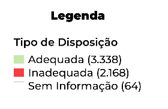 Legenda
Tipo de Disposição
Adequada (3.338)
Inadequada (2.168)
Sem Informação (64)